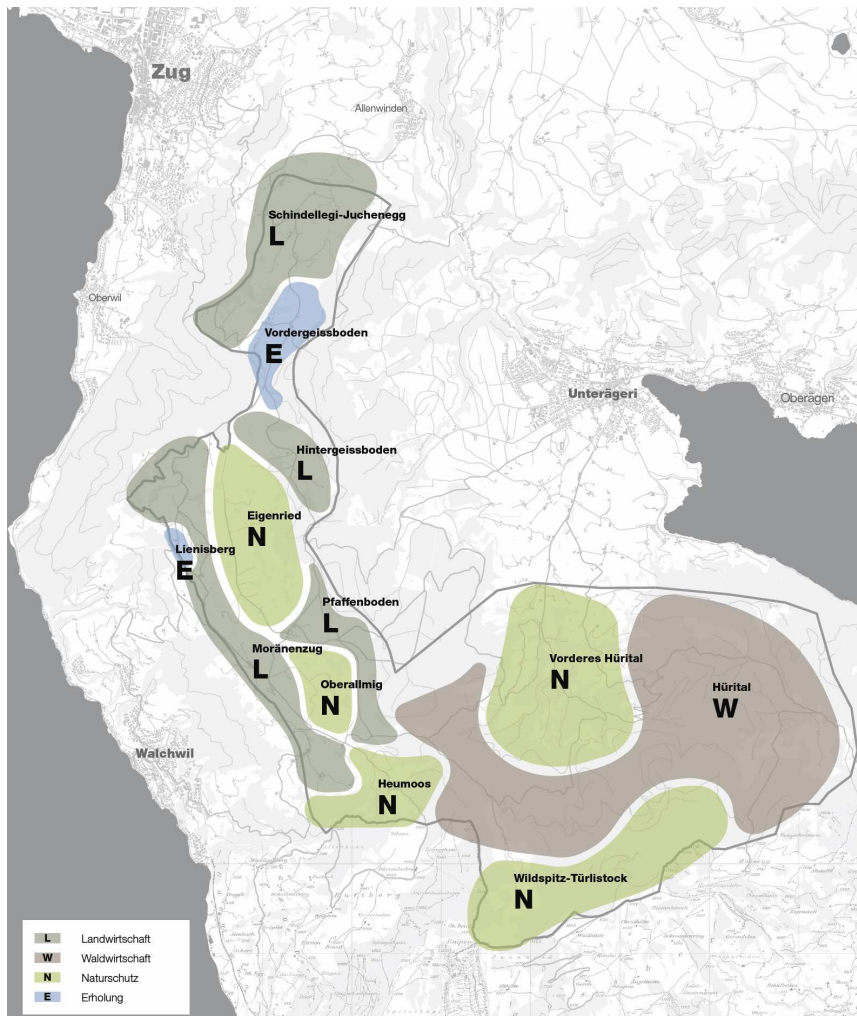 Zug
Allenwinden
Schindellegi-Juchenegg
L
Oberwil
Vordergeissboden
E
Unterägeri
Oberägeri
Hintergeissboden
L
Eigenried
N
Lienisberg
E
Pfaffenboden
L
Moränenzug
L
Vorderes Hürital
N
Oberallmig
N
Hürital
W
Walchwil
Heumoos
N
Wildspitz-Türlistock
N
L Landwirtschaft
W Waldwirtschaft
N Naturschutz
E Erholung